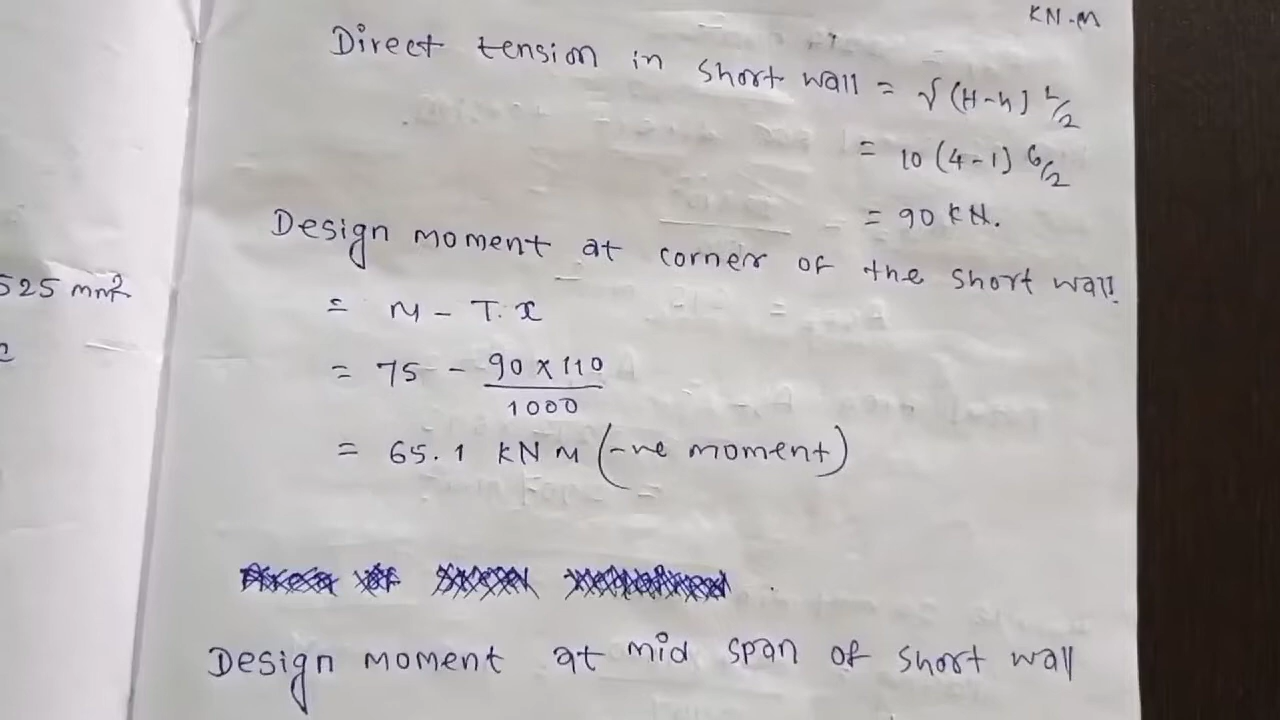 KN.M
Direct tension in short wall = √(H-h) L/2
= 10 (4-1) 6/2
= 90 KN.
Design moment at corner of the short wall.
525 mm²
= M - T.x
= 75 - 90 x 110
1000
= 65.1 KN M (-ve moment)
Design moment at mid span of short wall